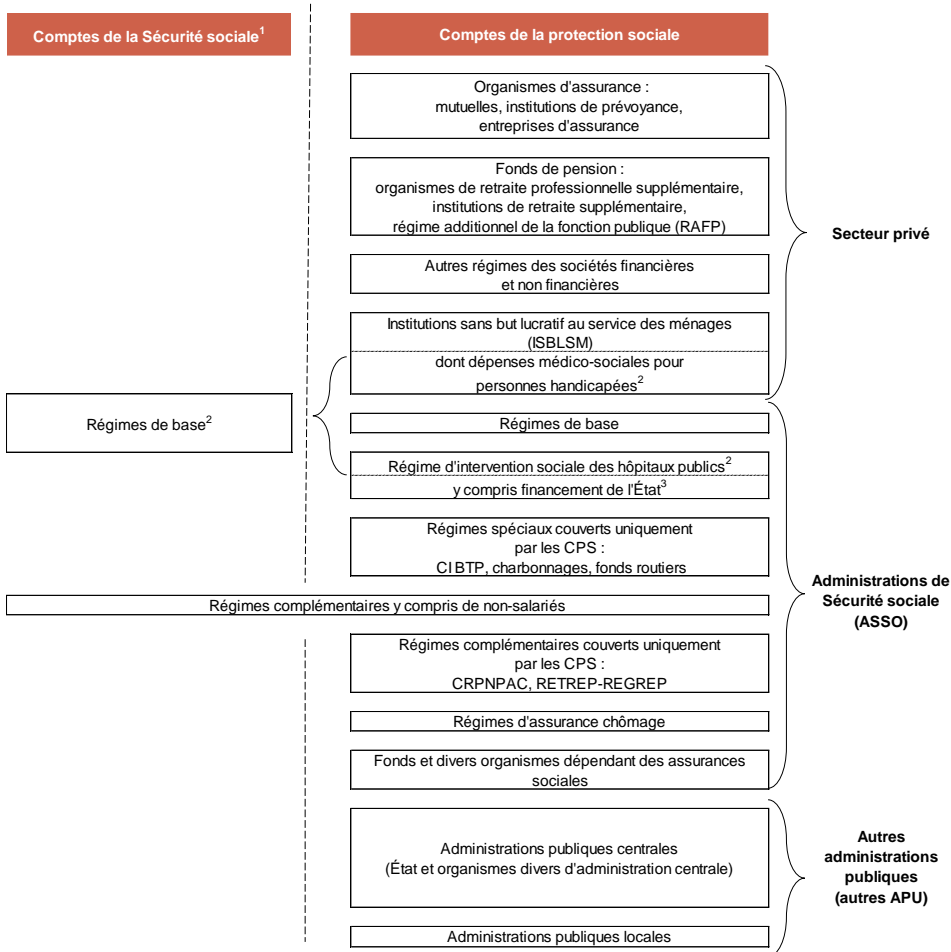 Comptes de la Sécurité sociale¹
Comptes de la protection sociale
Organismes d'assurance :
mutuelles, institutions de prévoyance,
entreprises d'assurance
Fonds de pension :
organismes de retraite professionnelle supplémentaire,
institutions de retraite supplémentaire,
régime additionnel de la fonction publique (RAFP)
Secteur privé
Autres régimes des sociétés financières
et non financières
Institutions sans but lucratif au service des ménages
(ISBLSM)
dont dépenses médico-sociales pour
personnes handicapées²
Régimes de base²
Régimes de base
Régime d'intervention sociale des hôpitaux publics²
y compris financement de l'État³
Régimes spéciaux couverts uniquement
par les CPS :
CIBTP, charbonnages, fonds routiers
Administrations de
Sécurité sociale
(ASSO)
Régimes complémentaires y compris de non-salariés
Régimes complémentaires couverts uniquement
par les CPS :
CRPNPAC, RETREP-REGREP
Régimes d'assurance chômage
Fonds et divers organismes dépendant des assurances
sociales
Administrations publiques centrales
(État et organismes divers d'administration centrale)
Autres
administrations
publiques
(autres APU)
Administrations publiques locales